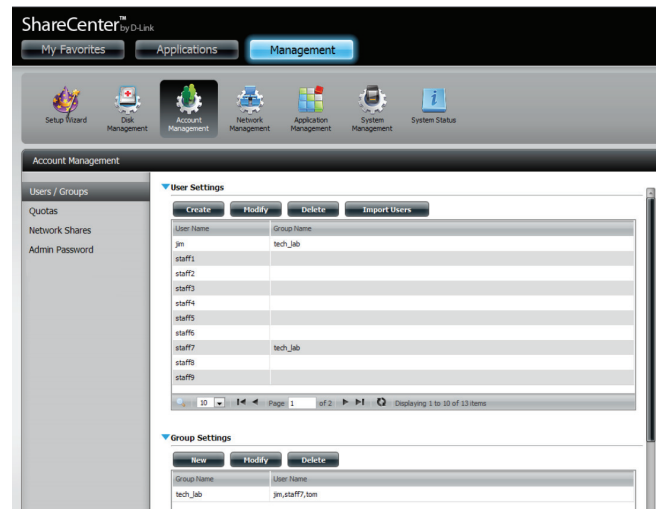 ShareCenter™ by D-Link
My Favorites Applications Management
Setup Wizard Disk Management Account Management Network Management Application Management System Management System Status
Account Management
Users / Groups
Quotas
Network Shares
Admin Password
User Settings
Create Modify Delete Import Users
User Name Group Name
jim tech_lab
staff1
staff2
staff3
staff4
staff5
staff6
staff7 tech_lab
staff8
staff9
10 Page 1 of 2 Displaying 1 to 10 of 13 items
Group Settings
New Modify Delete
Group Name User Name
tech_lab jim,staff7,tom